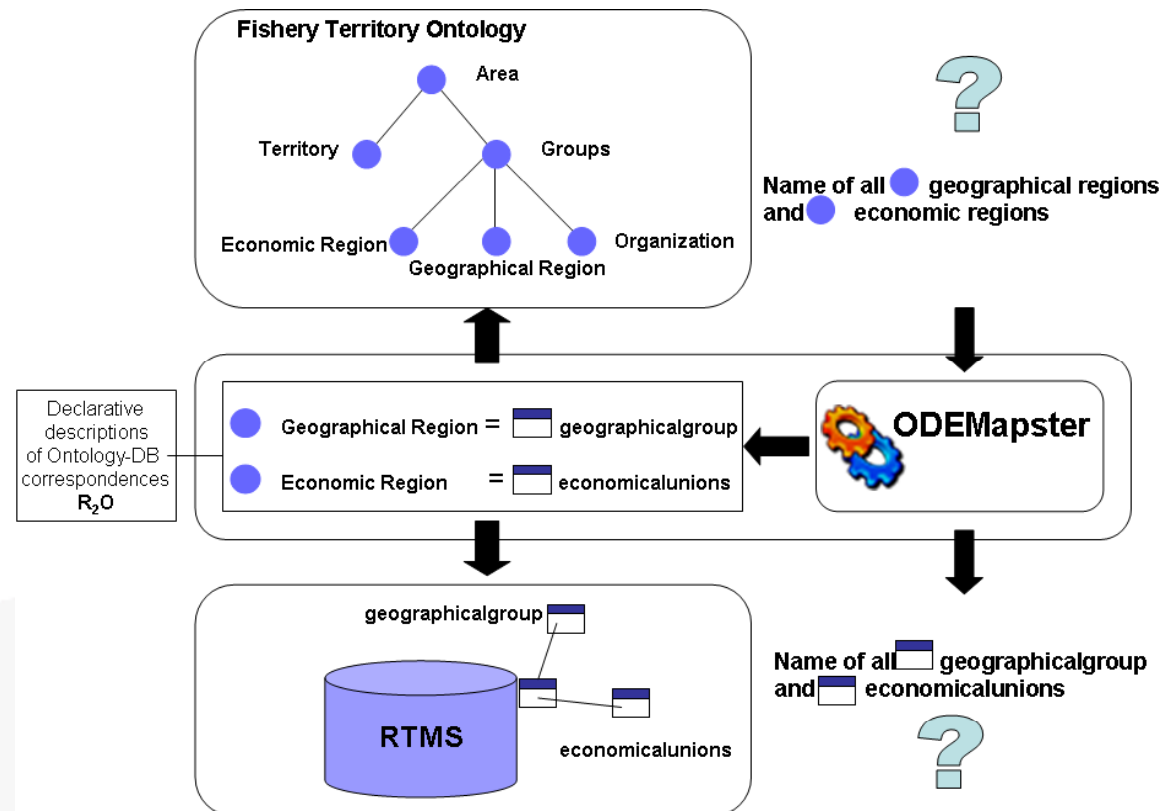 Fishery Territory Ontology
Area
Territory
Groups
Economic Region
Geographical Region
Organization
?
Name of all geographical regions
and economic regions
Declarative
descriptions
of Ontology-DB
correspondences
R₂O
Geographical Region = geographicalgroup
Economic Region = economicalunions
ODEMapster
geographicalgroup
RTMS
economicalunions
Name of all geographicalgroup
and economicalunions
?